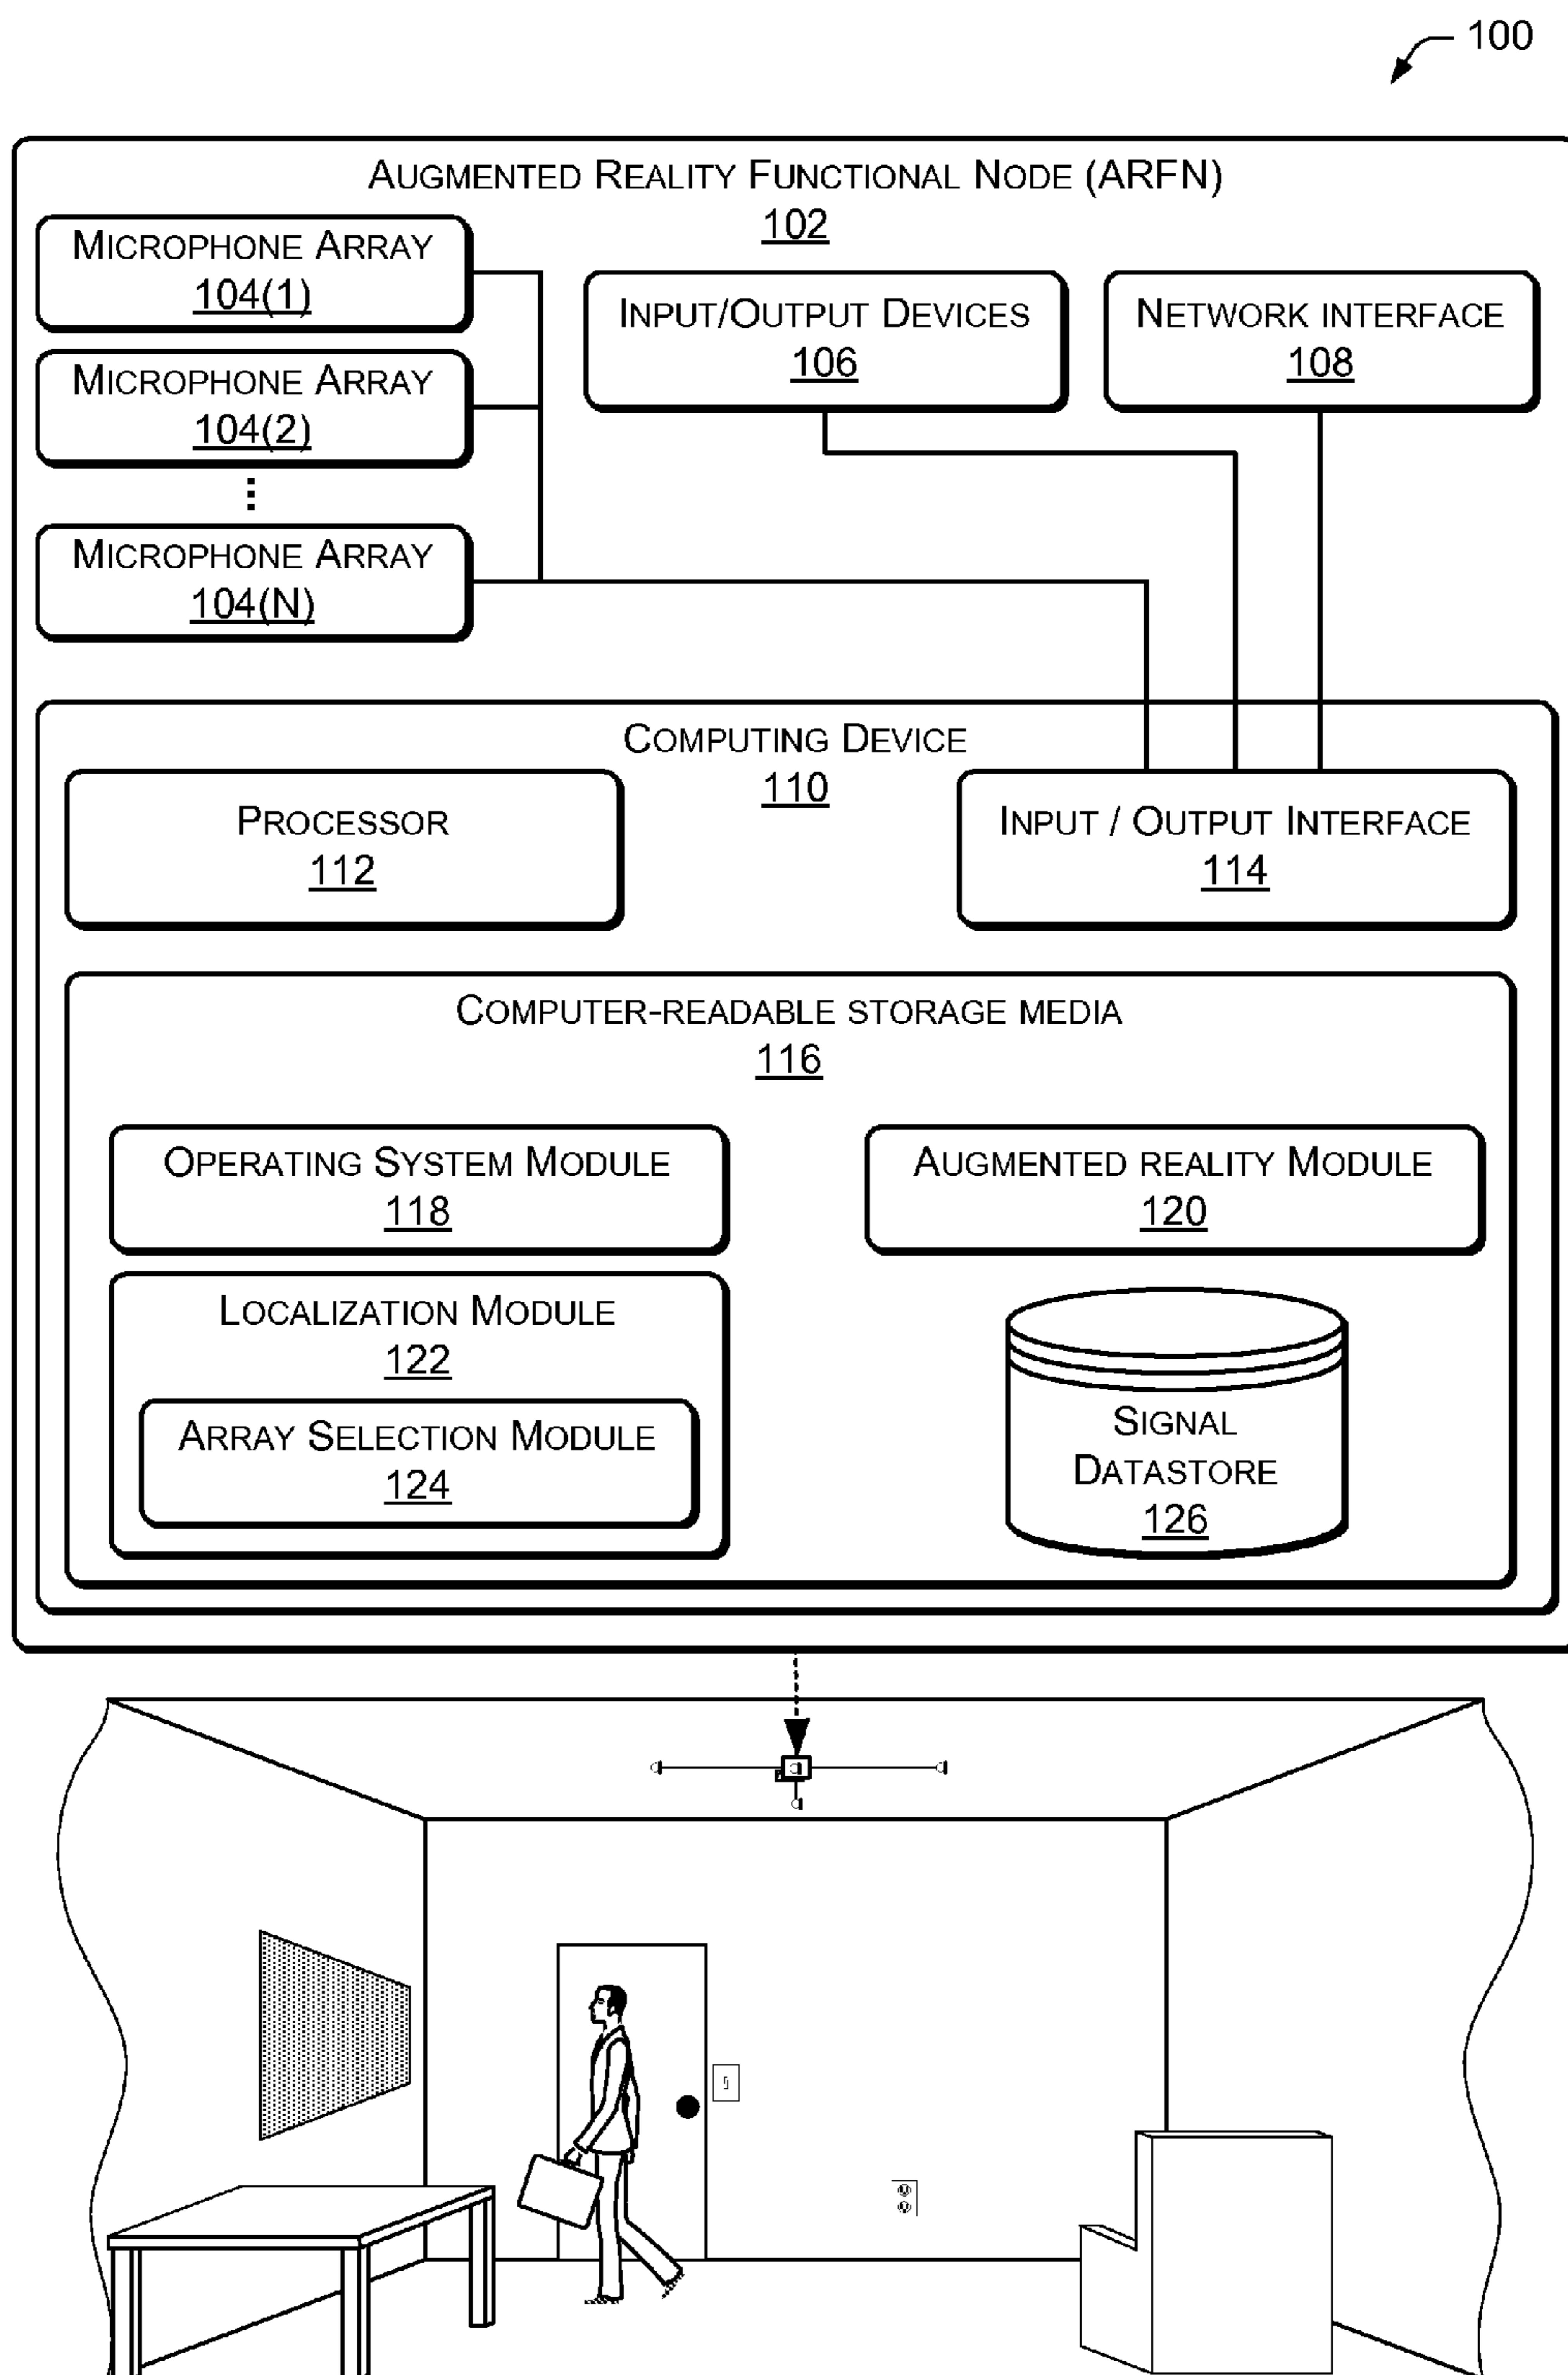 100
AUGMENTED REALITY FUNCTIONAL NODE (ARFN)
102
MICROPHONE ARRAY
104(1)
MICROPHONE ARRAY
104(2)
⋮
MICROPHONE ARRAY
104(N)
INPUT/OUTPUT DEVICES
106
NETWORK INTERFACE
108
COMPUTING DEVICE
110
PROCESSOR
112
INPUT / OUTPUT INTERFACE
114
COMPUTER-READABLE STORAGE MEDIA
116
OPERATING SYSTEM MODULE
118
AUGMENTED REALITY MODULE
120
LOCALIZATION MODULE
122
ARRAY SELECTION MODULE
124
SIGNAL
DATASTORE
126